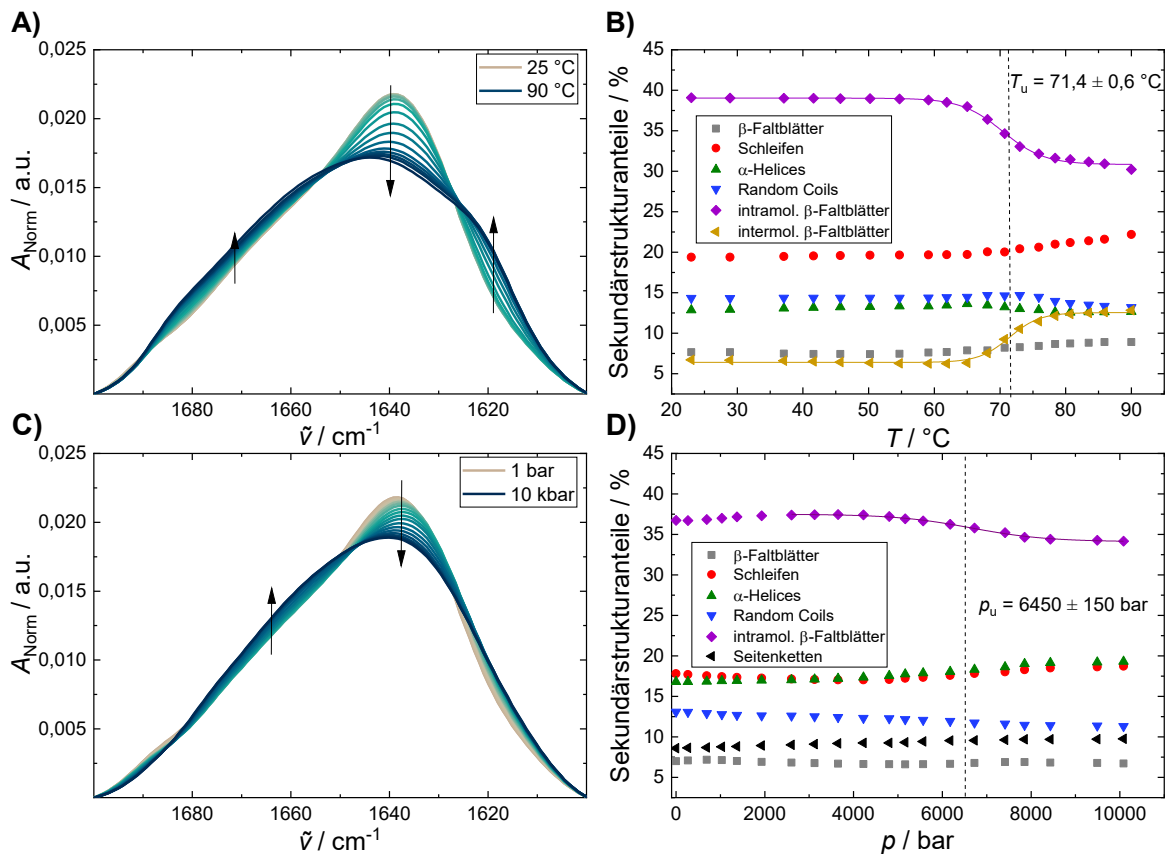 A)
0,025
0,020
0,015
0,010
0,005
A_Norm / a.u.
25 °C
90 °C
1680 1660 1640 1620
ṽ / cm⁻¹
B)
45
40
35
30
25
20
15
10
5
Sekundärstrukturanteile / %
T_u = 71,4 ± 0,6 °C
β-Faltblätter
Schleifen
α-Helices
Random Coils
intramol. β-Faltblätter
intermol. β-Faltblätter
20 30 40 50 60 70 80 90
T / °C
C)
0,025
0,020
0,015
0,010
0,005
A_Norm / a.u.
1 bar
10 kbar
1680 1660 1640 1620
ṽ / cm⁻¹
D)
45
40
35
30
25
20
15
10
5
Sekundärstrukturanteile / %
β-Faltblätter
Schleifen
α-Helices
Random Coils
intramol. β-Faltblätter
Seitenketten
p_u = 6450 ± 150 bar
0 2000 4000 6000 8000 10000
p / bar